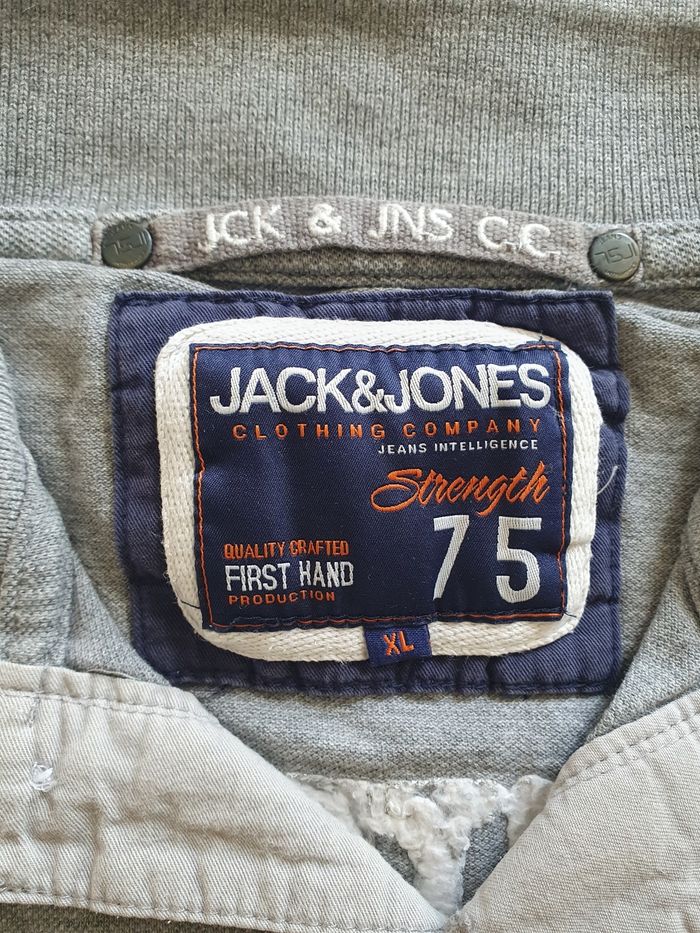 JCK & JNS C.C.
JACK&JONES
CLOTHING COMPANY
JEANS INTELLIGENCE
Strength
75
QUALITY CRAFTED
FIRST HAND
PRODUCTION
XL